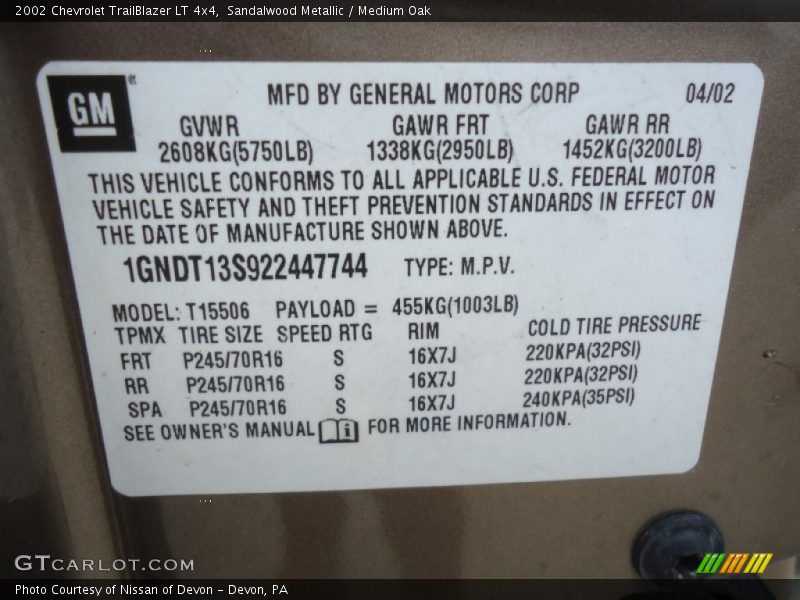 2002 Chevrolet TrailBlazer LT 4x4, Sandalwood Metallic / Medium Oak
GM ®
MFD BY GENERAL MOTORS CORP 04/02
GVWR GAWR FRT GAWR RR
2608KG(5750LB) 1338KG(2950LB) 1452KG(3200LB)
THIS VEHICLE CONFORMS TO ALL APPLICABLE U.S. FEDERAL MOTOR
VEHICLE SAFETY AND THEFT PREVENTION STANDARDS IN EFFECT ON
THE DATE OF MANUFACTURE SHOWN ABOVE.
1GNDT13S922447744 TYPE: M.P.V.
MODEL: T15506 PAYLOAD = 455KG(1003LB)
TPMX TIRE SIZE SPEED RTG RIM COLD TIRE PRESSURE
FRT P245/70R16 S 16X7J 220KPA(32PSI)
RR P245/70R16 S 16X7J 220KPA(32PSI)
SPA P245/70R16 S 16X7J 240KPA(35PSI)
SEE OWNER'S MANUAL i FOR MORE INFORMATION.
GTCARLOT.COM
Photo Courtesy of Nissan of Devon - Devon, PA